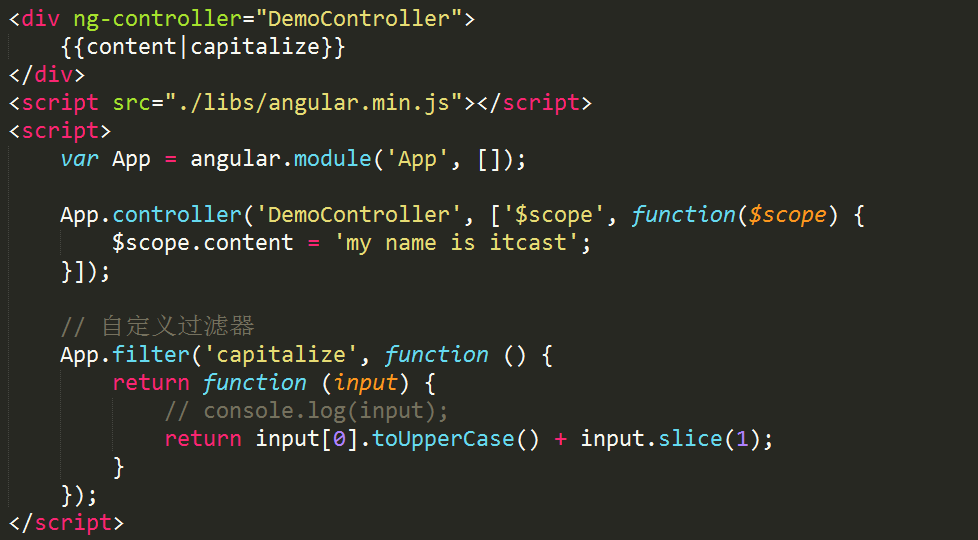 <div ng-controller="DemoController">
    {{content|capitalize}}
</div>
<script src="./libs/angular.min.js"></script>
<script>
    var App = angular.module('App', []);

    App.controller('DemoController', ['$scope', function($scope) {
        $scope.content = 'my name is itcast';
    }]);

    // 自定义过滤器
    App.filter('capitalize', function () {
        return function (input) {
            // console.log(input);
            return input[0].toUpperCase() + input.slice(1);
        }
    });
</script>